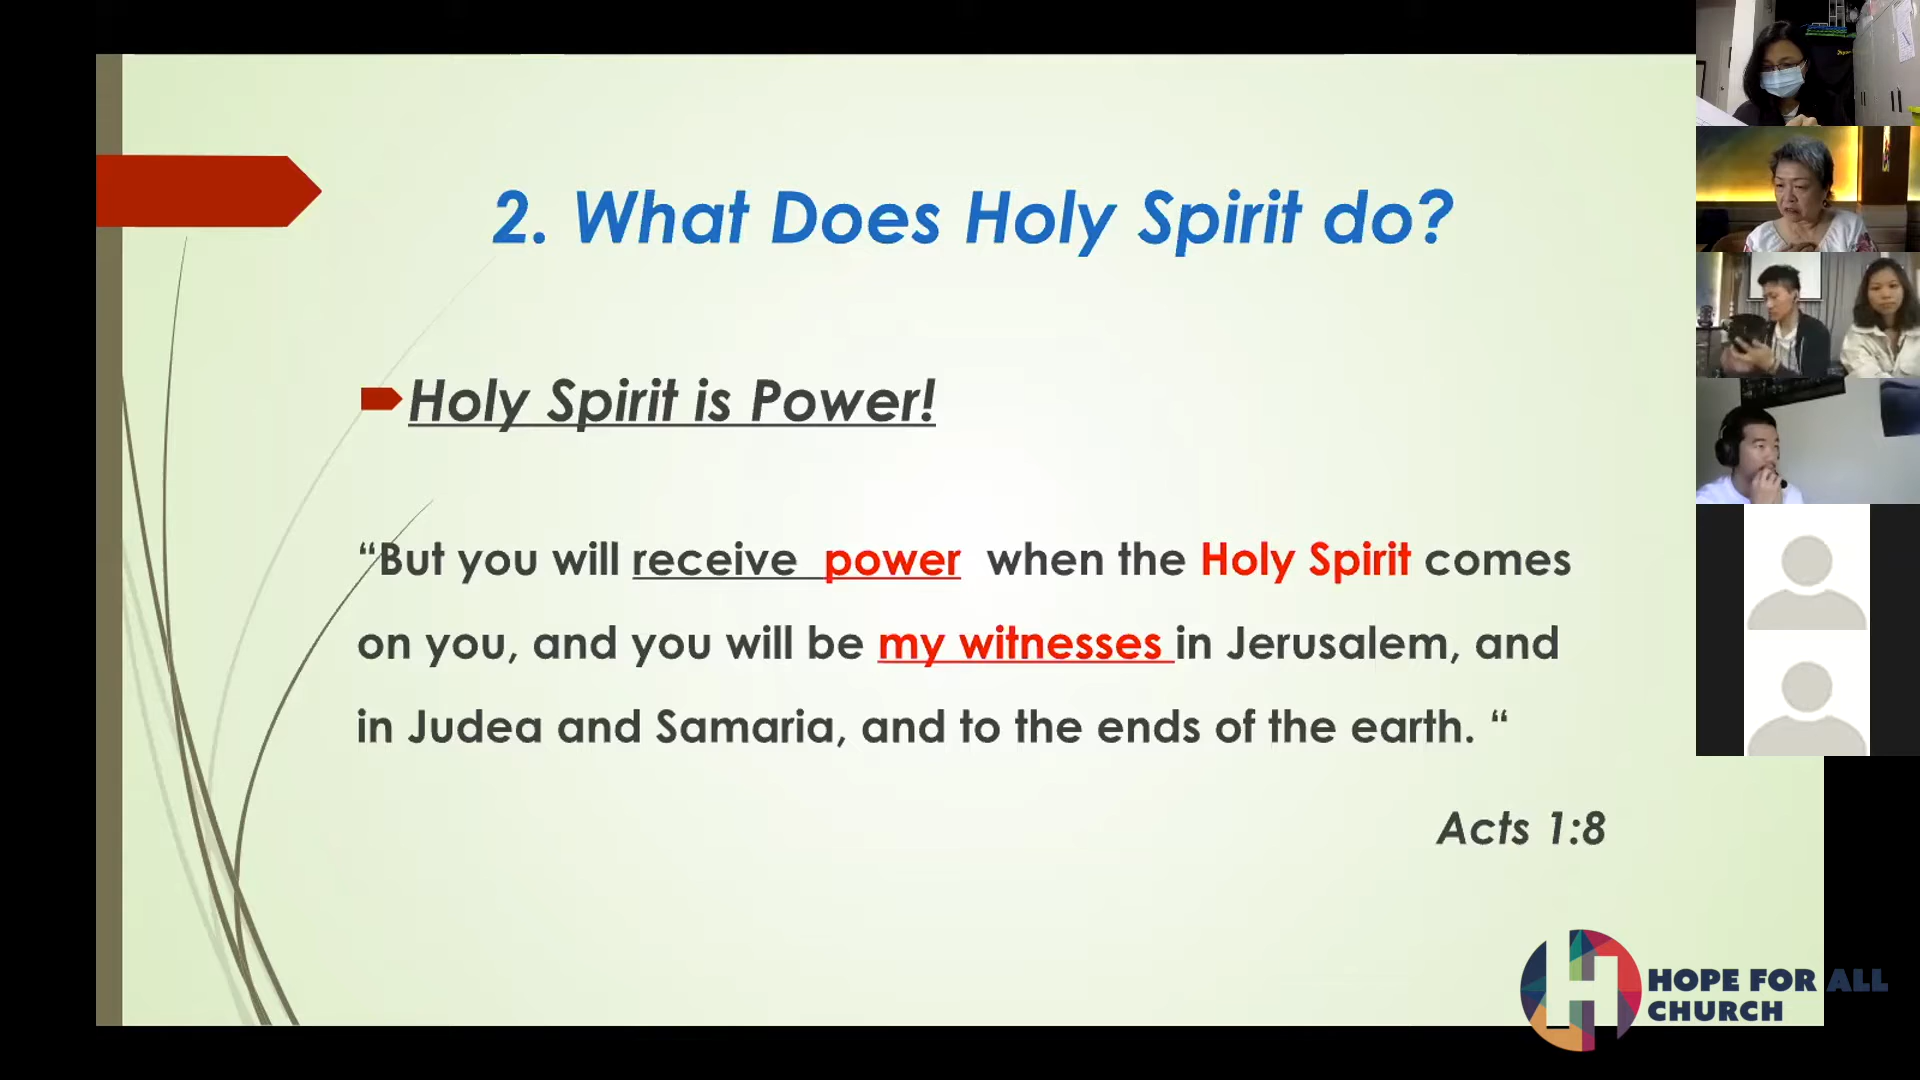 2. What Does Holy Spirit do?
Holy Spirit is Power!
“But you will receive power when the Holy Spirit comes
on you, and you will be my witnesses in Jerusalem, and
in Judea and Samaria, and to the ends of the earth. “
Acts 1:8
HOPE FOR ALL
CHURCH